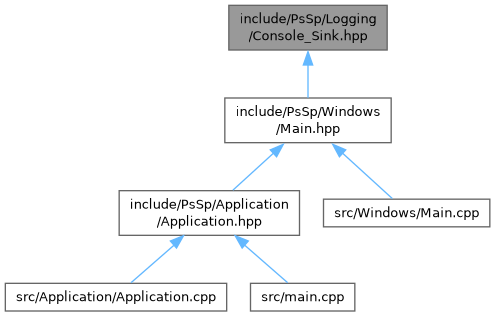 include/PsSp/Logging
/Console_Sink.hpp
include/PsSp/Windows
/Main.hpp
include/PsSp/Application
/Application.hpp
src/Windows/Main.cpp
src/Application/Application.cpp
src/main.cpp